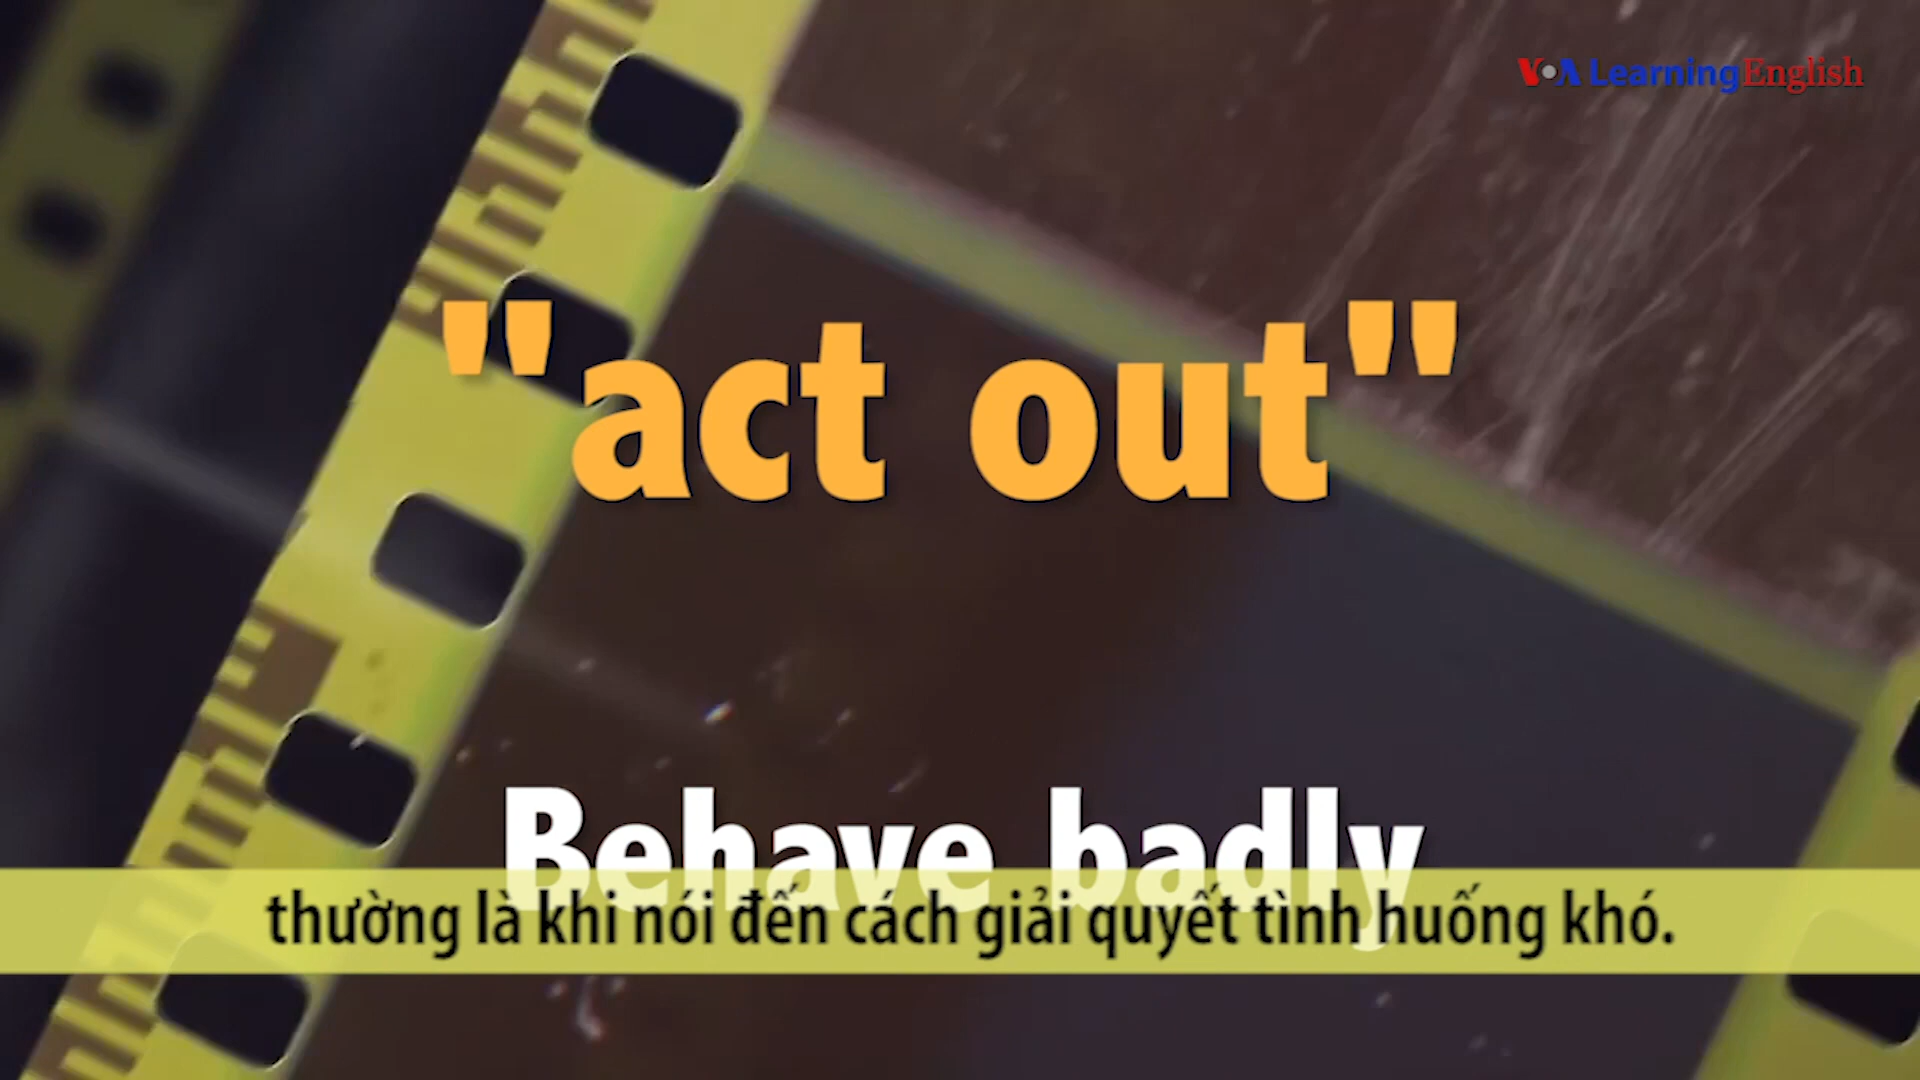 VOA Learning English
"act out"
Behave badly
thường là khi nói đến cách giải quyết tình huống khó.